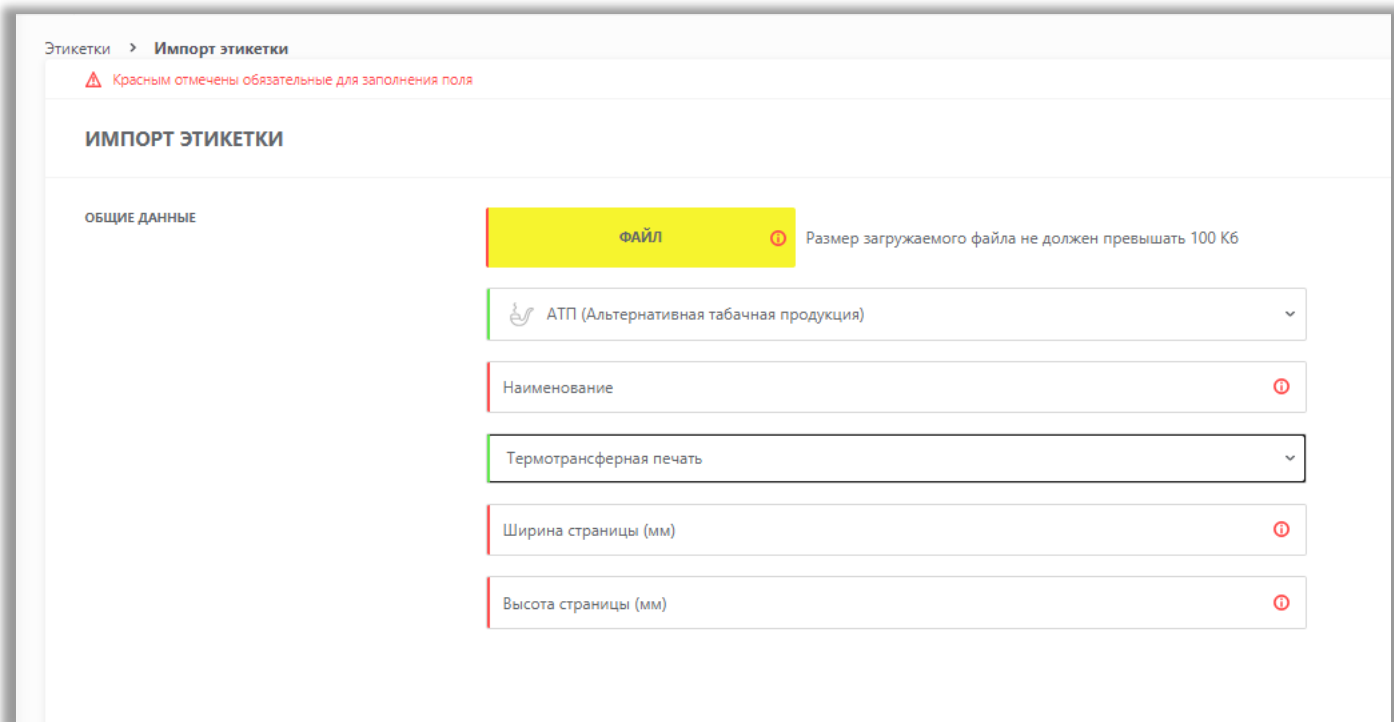 Этикетки > Импорт этикетки
Красным отмечены обязательные для заполнения поля
ИМПОРТ ЭТИКЕТКИ
ОБЩИЕ ДАННЫЕ
ФАЙЛ
Размер загружаемого файла не должен превышать 100 Кб
АТП (Альтернативная табачная продукция)
Наименование
Термотрансферная печать
Ширина страницы (мм)
Высота страницы (мм)